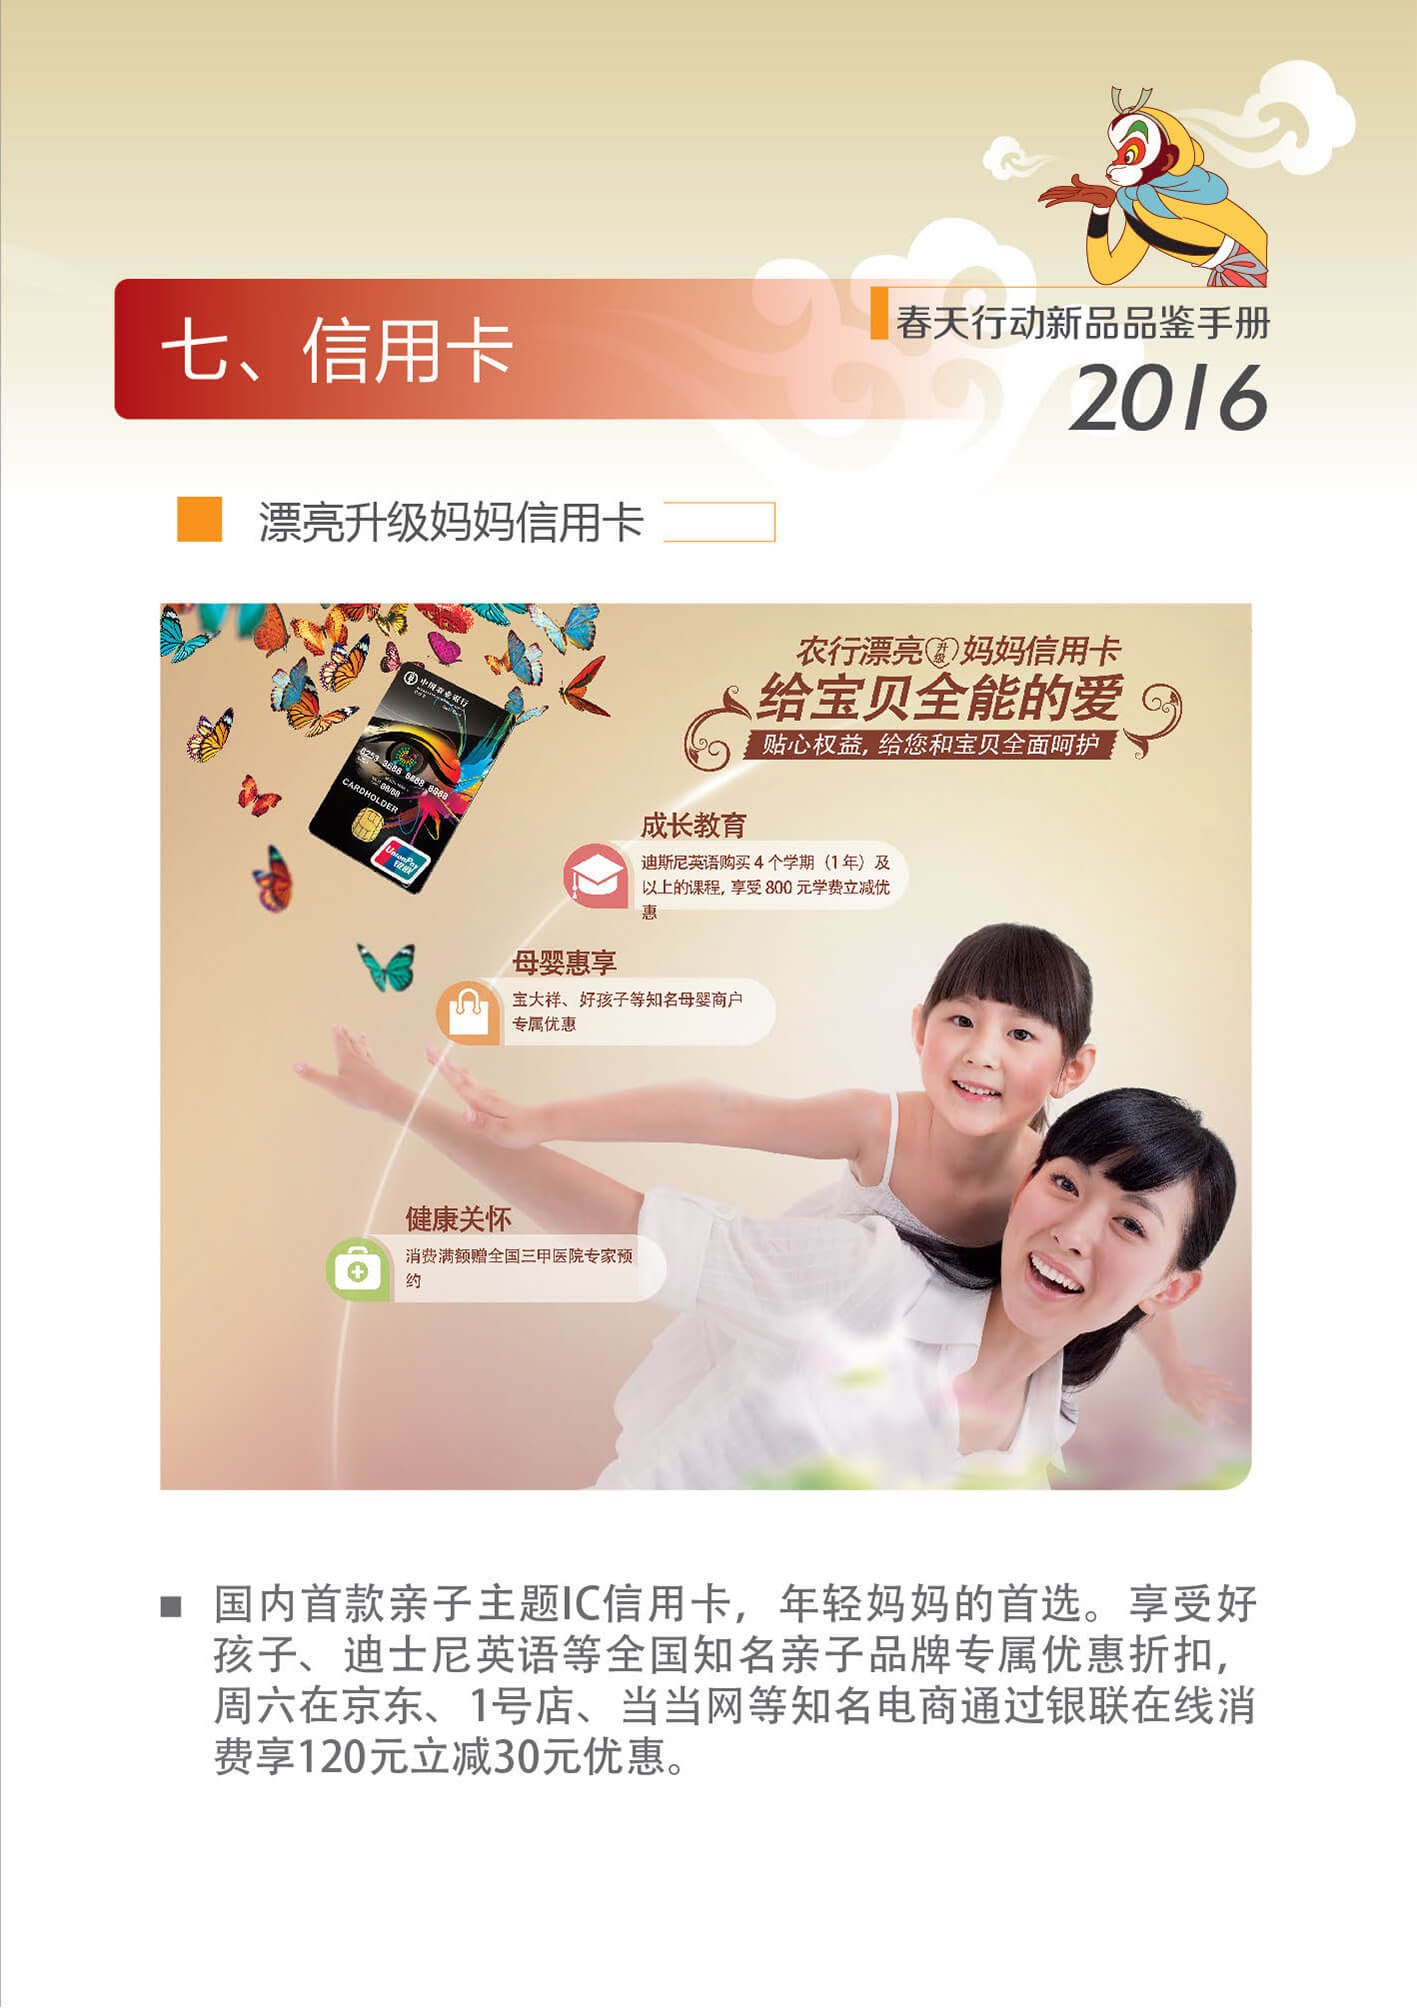 春天行动新品品鉴手册
2016
七、信用卡
漂亮升级妈妈信用卡
农行漂亮升级妈妈信用卡
给宝贝全能的爱
贴心权益, 给您和宝贝全面呵护
中国农业银行
CARDHOLDER
UnionPay
银联
成长教育
迪斯尼英语购买 4 个学期（1 年）及
以上的课程, 享受 800 元学费立减优
惠
母婴惠享
宝大祥、好孩子等知名母婴商户
专属优惠
健康关怀
消费满额赠全国三甲医院专家预
约
国内首款亲子主题IC信用卡，年轻妈妈的首选。享受好
孩子、迪士尼英语等全国知名亲子品牌专属优惠折扣，
周六在京东、1号店、当当网等知名电商通过银联在线消
费享120元立减30元优惠。